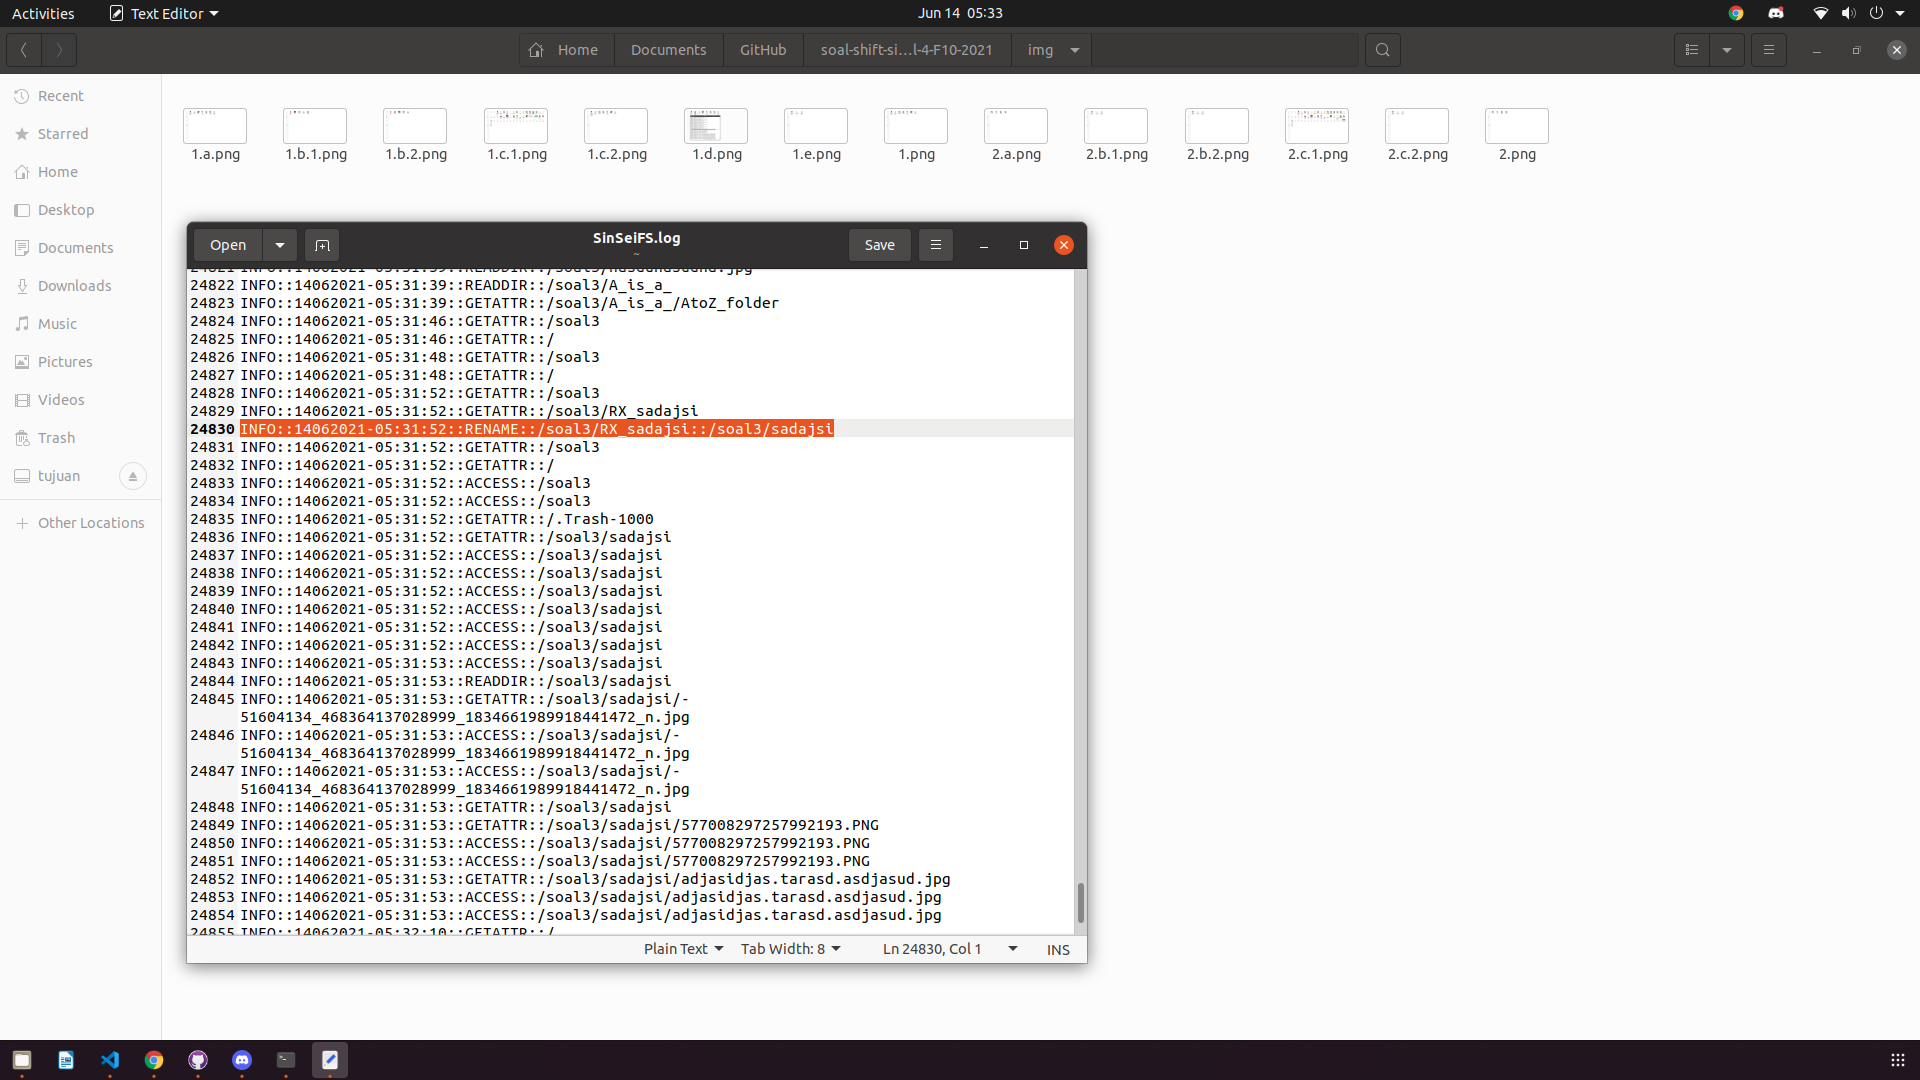 Activities
Text Editor
Jun 14 05:33
Home
Documents
GitHub
soal-shift-si...l-4-F10-2021
img
Recent
Starred
Home
Desktop
Documents
Downloads
Music
Pictures
Videos
Trash
tujuan
Other Locations
1.a.png
1.b.1.png
1.b.2.png
1.c.1.png
1.c.2.png
1.d.png
1.e.png
1.png
2.a.png
2.b.1.png
2.b.2.png
2.c.1.png
2.c.2.png
2.png
Open
SinSeiFS.log
~
Save
24822 INFO::14062021-05:31:39::READDIR::/soal3/A_is_a_
24823 INFO::14062021-05:31:39::GETATTR::/soal3/A_is_a_/AtoZ_folder
24824 INFO::14062021-05:31:46::GETATTR::/soal3
24825 INFO::14062021-05:31:46::GETATTR::/
24826 INFO::14062021-05:31:48::GETATTR::/soal3
24827 INFO::14062021-05:31:48::GETATTR::/
24828 INFO::14062021-05:31:52::GETATTR::/soal3
24829 INFO::14062021-05:31:52::GETATTR::/soal3/RX_sadajsi
24830 INFO::14062021-05:31:52::RENAME::/soal3/RX_sadajsi::/soal3/sadajsi
24831 INFO::14062021-05:31:52::GETATTR::/soal3
24832 INFO::14062021-05:31:52::GETATTR::/
24833 INFO::14062021-05:31:52::ACCESS::/soal3
24834 INFO::14062021-05:31:52::ACCESS::/soal3
24835 INFO::14062021-05:31:52::GETATTR::/.Trash-1000
24836 INFO::14062021-05:31:52::GETATTR::/soal3/sadajsi
24837 INFO::14062021-05:31:52::ACCESS::/soal3/sadajsi
24838 INFO::14062021-05:31:52::ACCESS::/soal3/sadajsi
24839 INFO::14062021-05:31:52::ACCESS::/soal3/sadajsi
24840 INFO::14062021-05:31:52::ACCESS::/soal3/sadajsi
24841 INFO::14062021-05:31:52::ACCESS::/soal3/sadajsi
24842 INFO::14062021-05:31:52::ACCESS::/soal3/sadajsi
24843 INFO::14062021-05:31:53::ACCESS::/soal3/sadajsi
24844 INFO::14062021-05:31:53::READDIR::/soal3/sadajsi
24845 INFO::14062021-05:31:53::GETATTR::/soal3/sadajsi/-
51604134_468364137028999_1834661989918441472_n.jpg
24846 INFO::14062021-05:31:53::ACCESS::/soal3/sadajsi/-
51604134_468364137028999_1834661989918441472_n.jpg
24847 INFO::14062021-05:31:53::ACCESS::/soal3/sadajsi/-
51604134_468364137028999_1834661989918441472_n.jpg
24848 INFO::14062021-05:31:53::GETATTR::/soal3/sadajsi
24849 INFO::14062021-05:31:53::GETATTR::/soal3/sadajsi/577008297257992193.PNG
24850 INFO::14062021-05:31:53::ACCESS::/soal3/sadajsi/577008297257992193.PNG
24851 INFO::14062021-05:31:53::ACCESS::/soal3/sadajsi/577008297257992193.PNG
24852 INFO::14062021-05:31:53::GETATTR::/soal3/sadajsi/adjasidjas.tarasd.asdjasud.jpg
24853 INFO::14062021-05:31:53::ACCESS::/soal3/sadajsi/adjasidjas.tarasd.asdjasud.jpg
24854 INFO::14062021-05:31:53::ACCESS::/soal3/sadajsi/adjasidjas.tarasd.asdjasud.jpg
24855 INFO::14062021-05:32:10::GETATTR::/
Plain Text
Tab Width: 8
Ln 24830, Col 1
INS